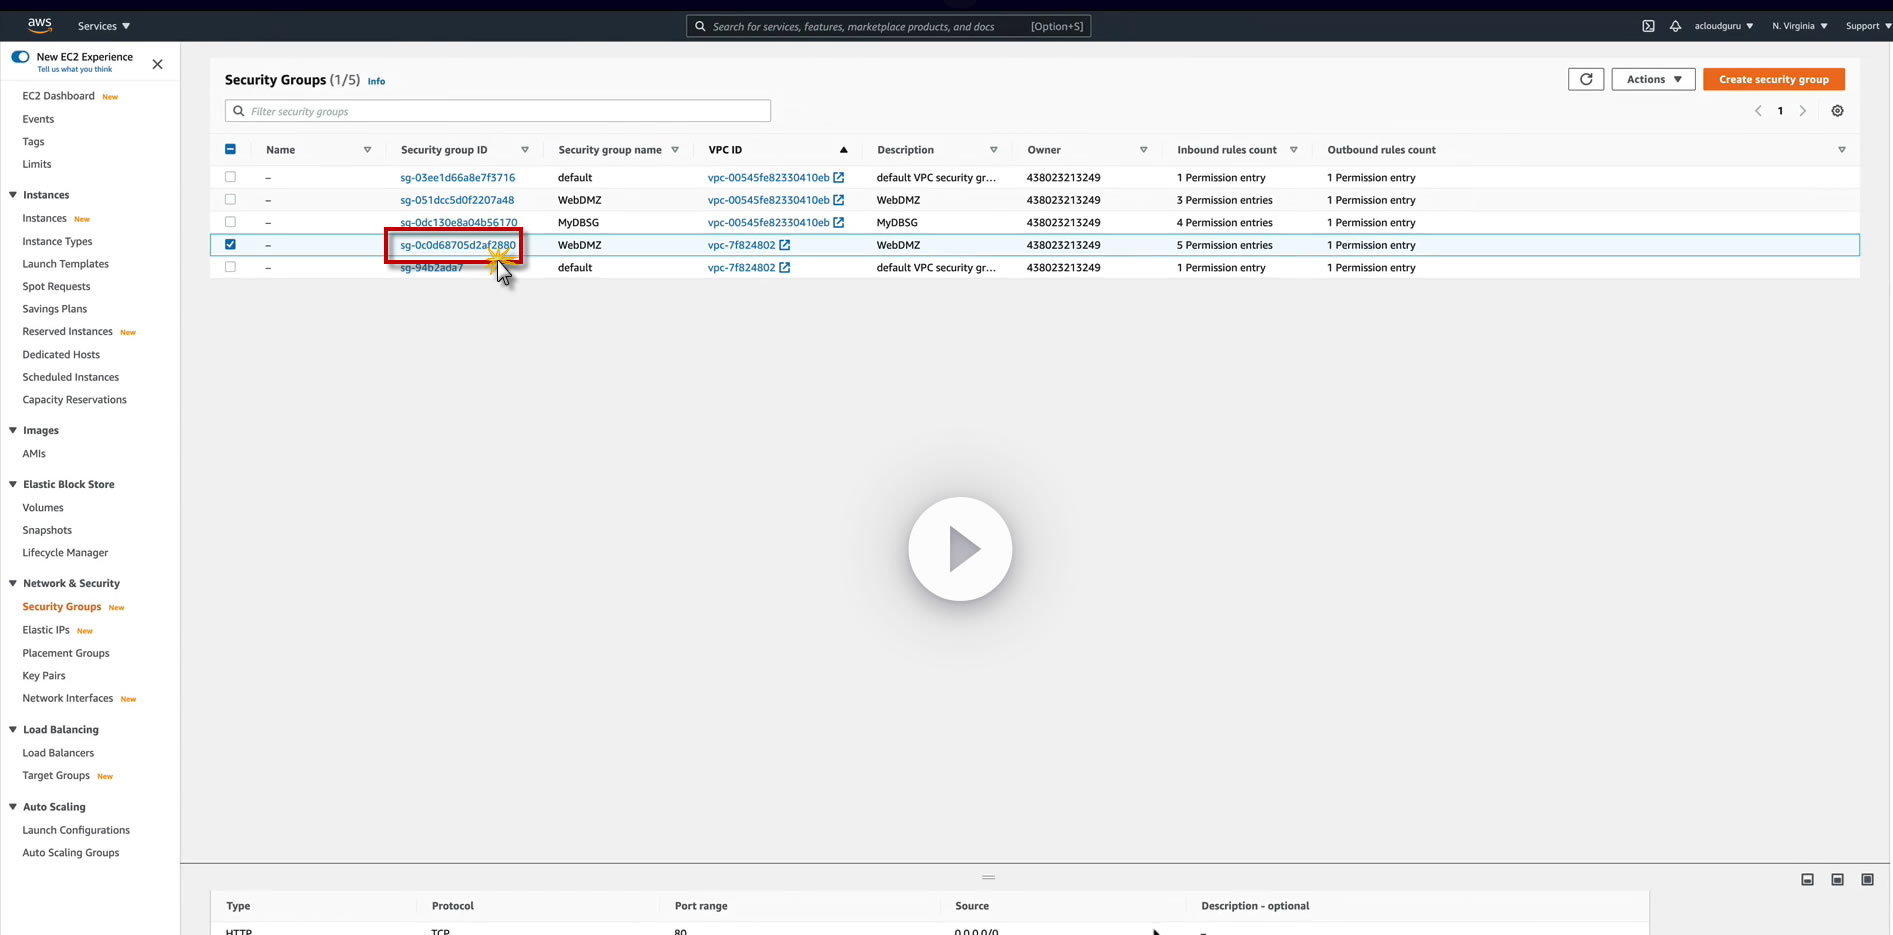 aws Services Search for services, features, marketplace products, and docs [Option+S] acloudguru N. Virginia Support
New EC2 Experience
Tell us what you think
EC2 Dashboard New
Events
Tags
Limits
Instances
Instances New
Instance Types
Launch Templates
Spot Requests
Savings Plans
Reserved Instances New
Dedicated Hosts
Scheduled Instances
Capacity Reservations
Images
AMIs
Elastic Block Store
Volumes
Snapshots
Lifecycle Manager
Network & Security
Security Groups New
Elastic IPs New
Placement Groups
Key Pairs
Network Interfaces New
Load Balancing
Load Balancers
Target Groups New
Auto Scaling
Launch Configurations
Auto Scaling Groups
Security Groups (1/5) Info Actions Create security group
Filter security groups 1
Name Security group ID Security group name VPC ID Description Owner Inbound rules count Outbound rules count
– sg-03ee1d66a8e7f3716 default vpc-00545fe82330410eb default VPC security gr... 438023213249 1 Permission entry 1 Permission entry
– sg-051dcc5d0f2207a48 WebDMZ vpc-00545fe82330410eb WebDMZ 438023213249 3 Permission entries 1 Permission entry
– sg-0dc130e8a04b56170 MyDBSG vpc-00545fe82330410eb MyDBSG 438023213249 4 Permission entries 1 Permission entry
– sg-0c0d68705d2af2880 WebDMZ vpc-7f824802 WebDMZ 438023213249 5 Permission entries 1 Permission entry
– sg-94b2ada7 default vpc-7f824802 default VPC security gr... 438023213249 1 Permission entry 1 Permission entry
Type Protocol Port range Source Description - optional
HTTP TCP 80 0.0.0.0/0 –